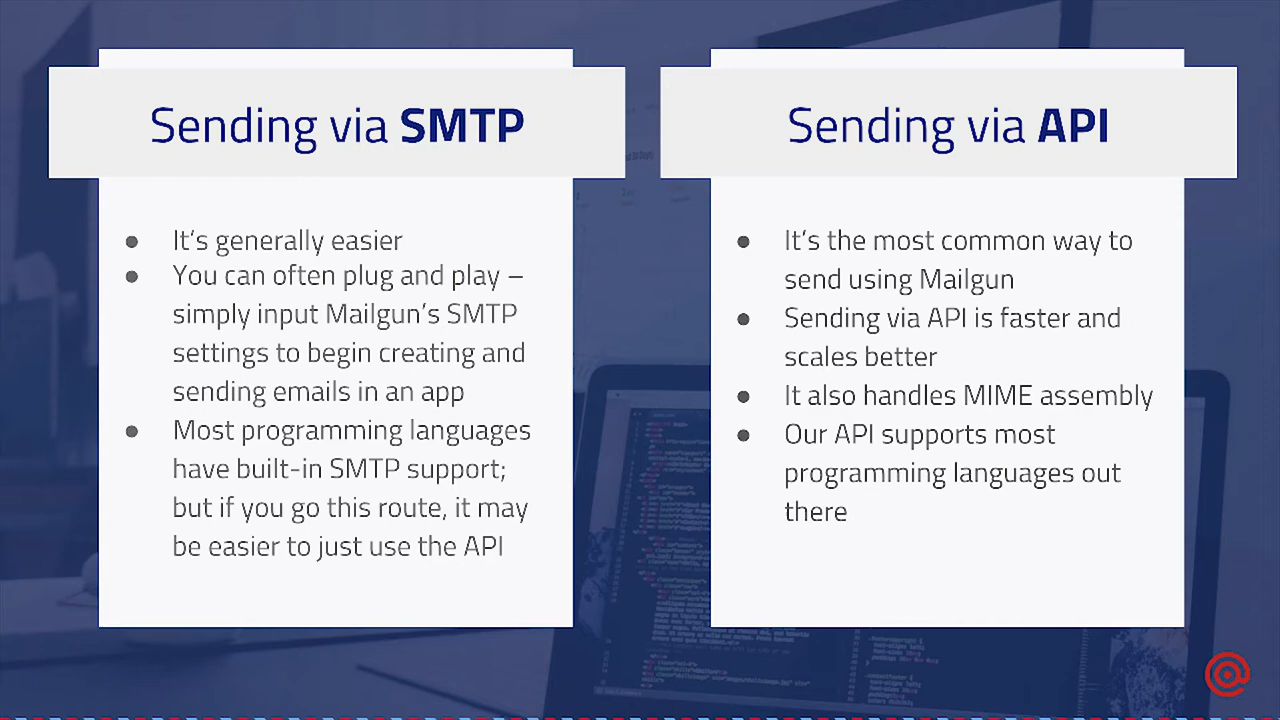 Sending via SMTP
● It’s generally easier
● You can often plug and play –
simply input Mailgun’s SMTP
settings to begin creating and
sending emails in an app
● Most programming languages
have built-in SMTP support;
but if you go this route, it may
be easier to just use the API
Sending via API
● It’s the most common way to
send using Mailgun
● Sending via API is faster and
scales better
● It also handles MIME assembly
● Our API supports most
programming languages out
there